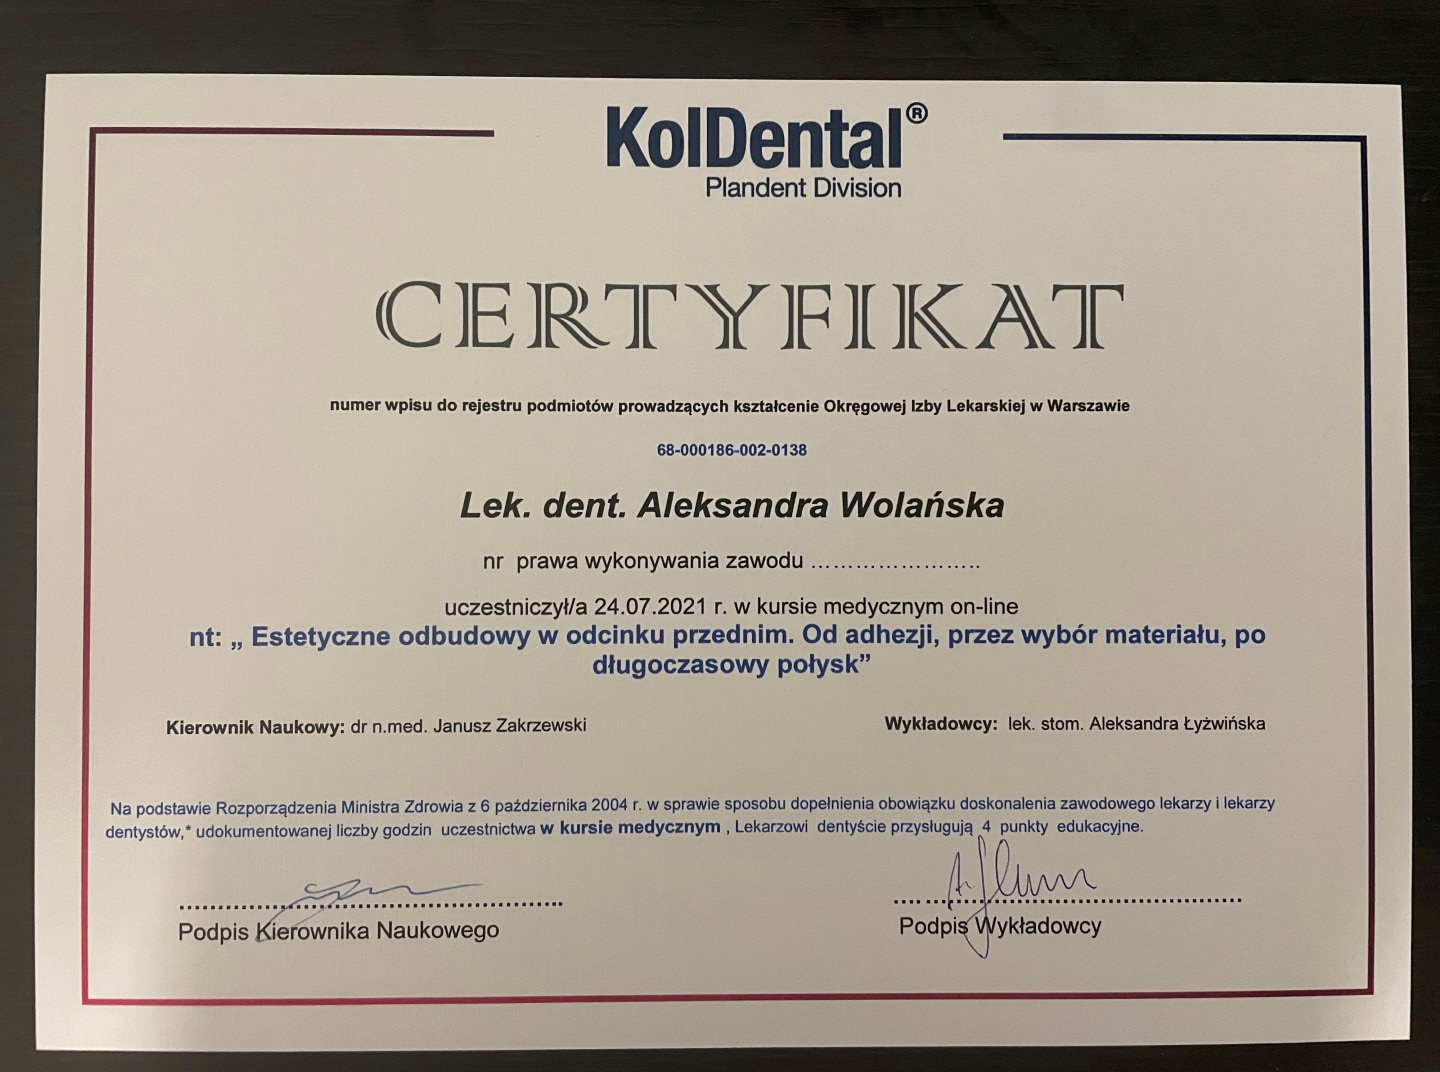 KolDental®
Plandent Division
CERTYFIKAT
numer wpisu do rejestru podmiotów prowadzących kształcenie Okręgowej Izby Lekarskiej w Warszawie
68-000186-002-0138
Lek. dent. Aleksandra Wolańska
nr prawa wykonywania zawodu ..........................
uczestniczył/a 24.07.2021 r. w kursie medycznym on-line
nt: „ Estetyczne odbudowy w odcinku przednim. Od adhezji, przez wybór materiału, po
długoczasowy połysk”
Kierownik Naukowy: dr n.med. Janusz Zakrzewski
Wykładowcy: lek. stom. Aleksandra Łyżwińska
Na podstawie Rozporządzenia Ministra Zdrowia z 6 października 2004 r. w sprawie sposobu dopełnienia obowiązku doskonalenia zawodowego lekarzy i lekarzy
dentystów,* udokumentowanej liczby godzin uczestnictwa w kursie medycznym , Lekarzowi dentyście przysługują 4 punkty edukacyjne.
Podpis Kierownika Naukowego
Podpis Wykładowcy